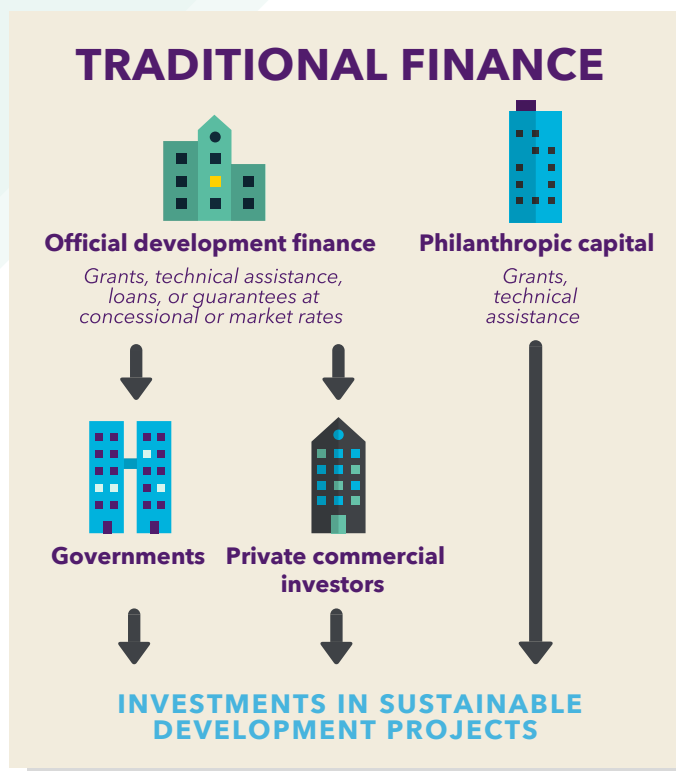 TRADITIONAL FINANCE
Official development finance
Grants, technical assistance,
loans, or guarantees at
concessional or market rates
Philanthropic capital
Grants,
technical
assistance
Governments
Private commercial
investors
INVESTMENTS IN SUSTAINABLE
DEVELOPMENT PROJECTS